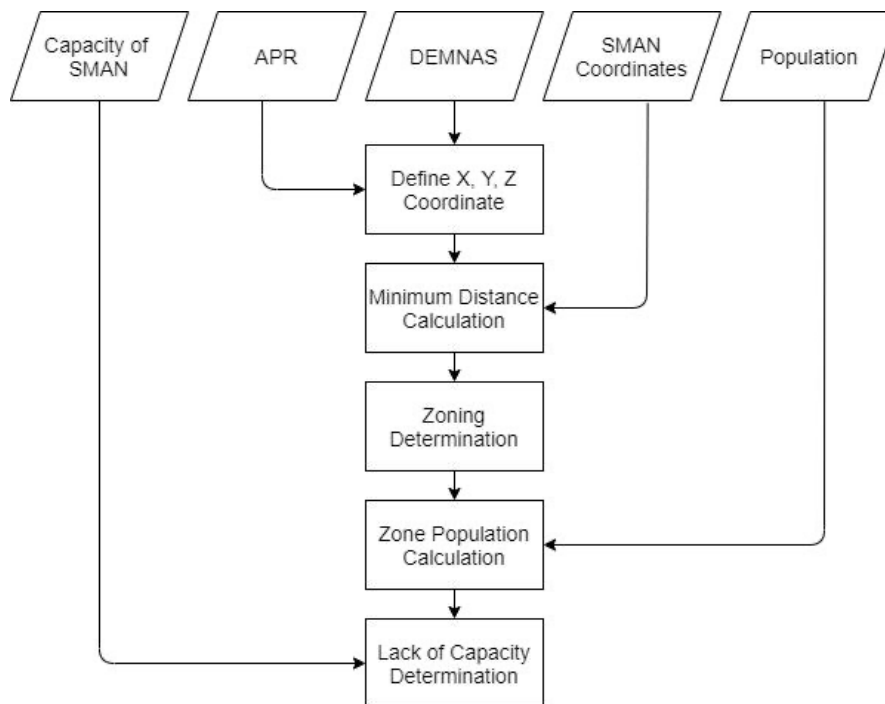 Capacity of
SMAN
APR
DEMNAS
SMAN
Coordinates
Population
Define X, Y, Z
Coordinate
Minimum Distance
Calculation
Zoning
Determination
Zone Population
Calculation
Lack of Capacity
Determination